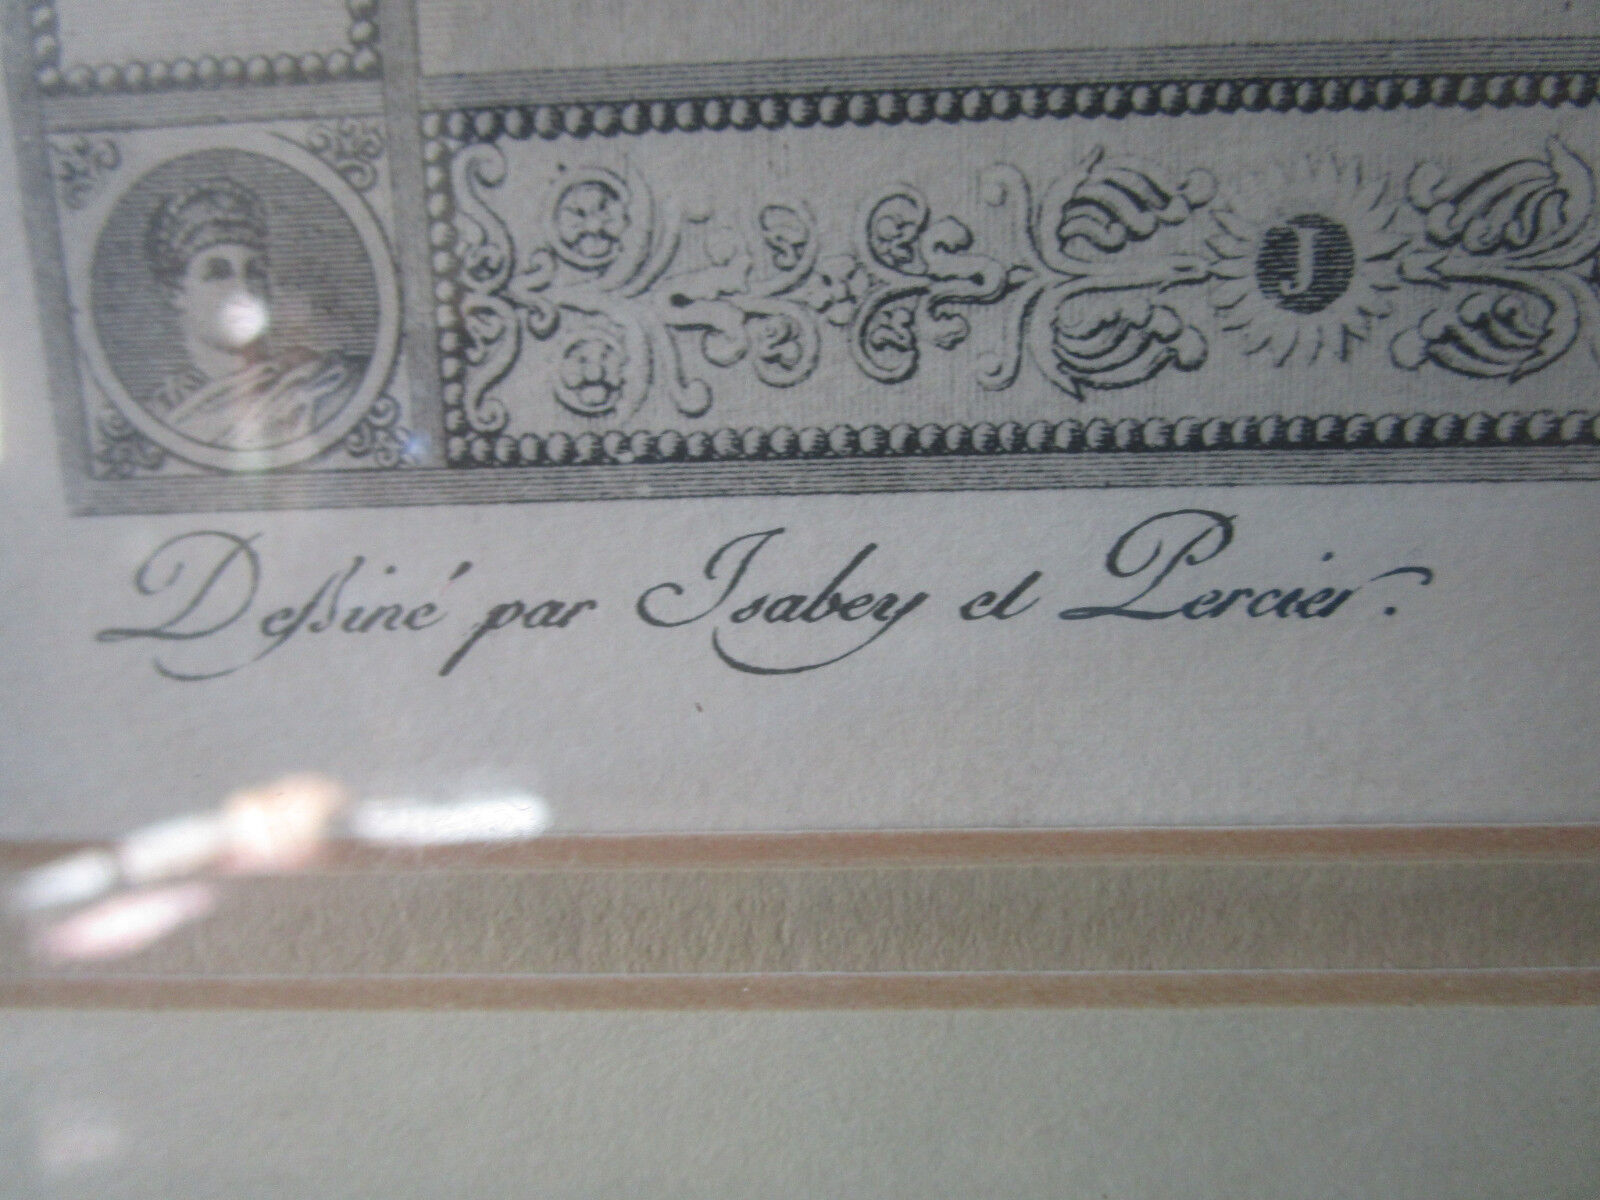 J
Dessiné par Isabey et Percier.